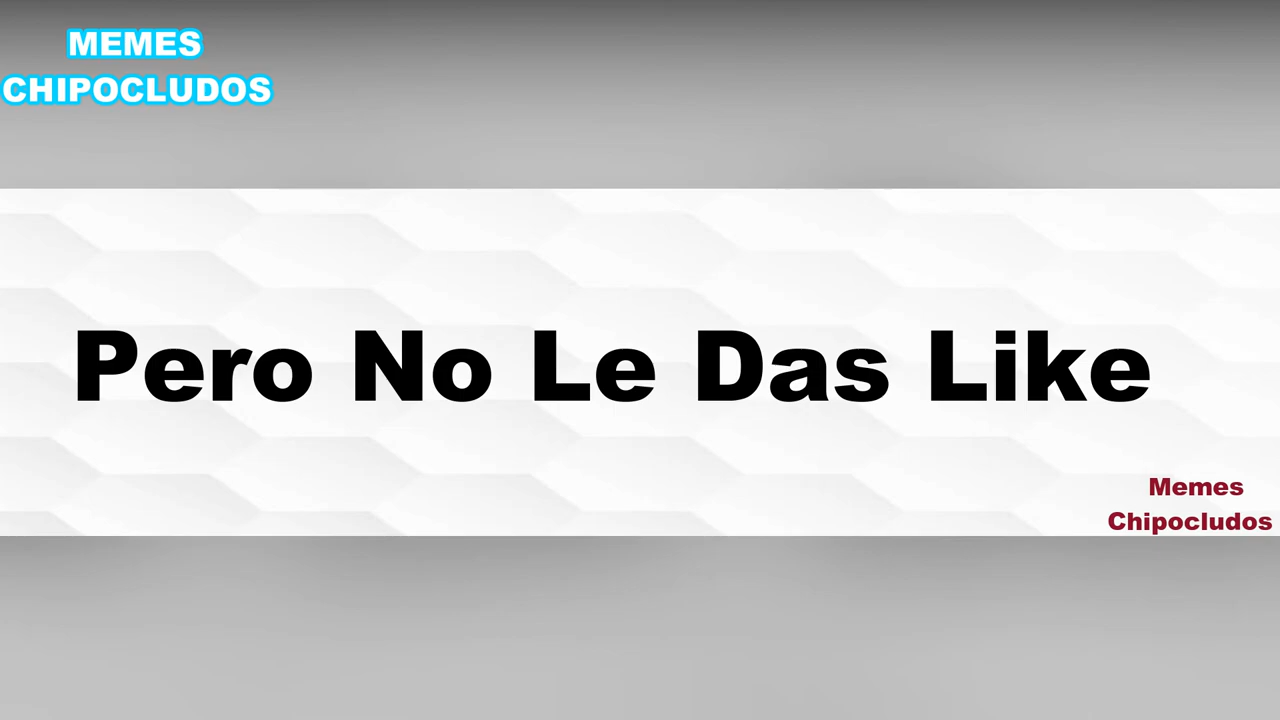 MEMES
CHIPOCLUDOS
Pero No Le Das Like
Memes
Chipocludos